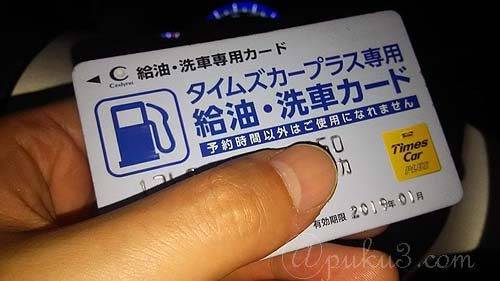 Cedyna 給油・洗車専用カード
タイムズカープラス専用
給油・洗車カード
予約時間以外はご使用になれません
Times
Car
PLUS
有効期限 2019年01月
@puku3.com